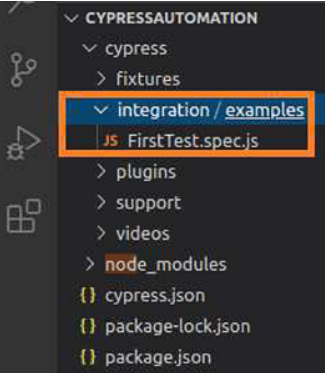 CYPRESSAUTOMATION
cypress
fixtures
integration / examples
JS FirstTest.spec.js
plugins
support
videos
node_modules
{} cypress.json
{} package-lock.json
{} package.json